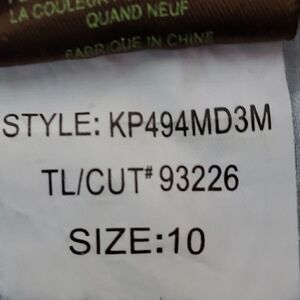 LA COULEUR
QUAND NEUF
FABRIQUE IN CHINE
STYLE: KP494MD3M
TL/CUT# 93226
SIZE:10